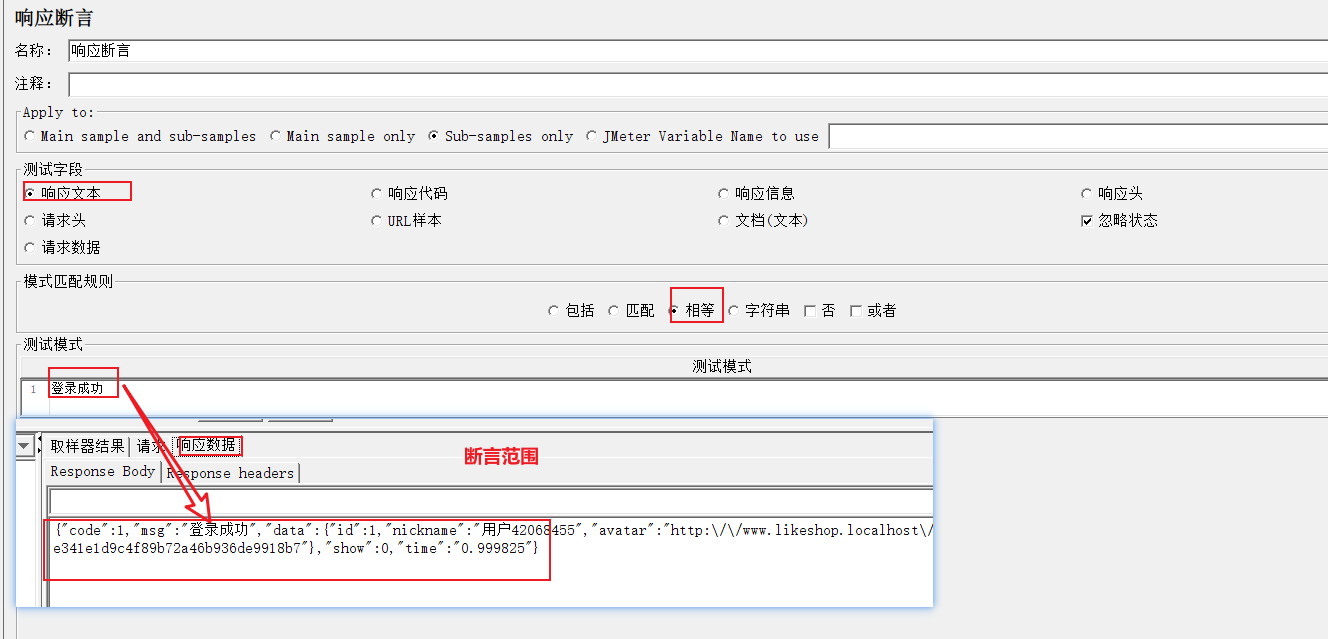 响应断言
名称： 响应断言
注释：
Apply to:
Main sample and sub-samples Main sample only Sub-samples only JMeter Variable Name to use
测试字段
响应文本 响应代码 响应信息 响应头
请求头 URL样本 文档(文本) 忽略状态
请求数据
模式匹配规则
包括 匹配 相等 字符串 否 或者
测试模式
测试模式
1 登录成功
取样器结果 请求 响应数据
断言范围
Response Body Response headers
{"code":1,"msg":"登录成功","data":{"id":1,"nickname":"用户42068455","avatar":"http:\/\/www.likeshop.localhost\/
e341e1d9c4f89b72a46b936de9918b7"},"show":0,"time":"0.999825"}